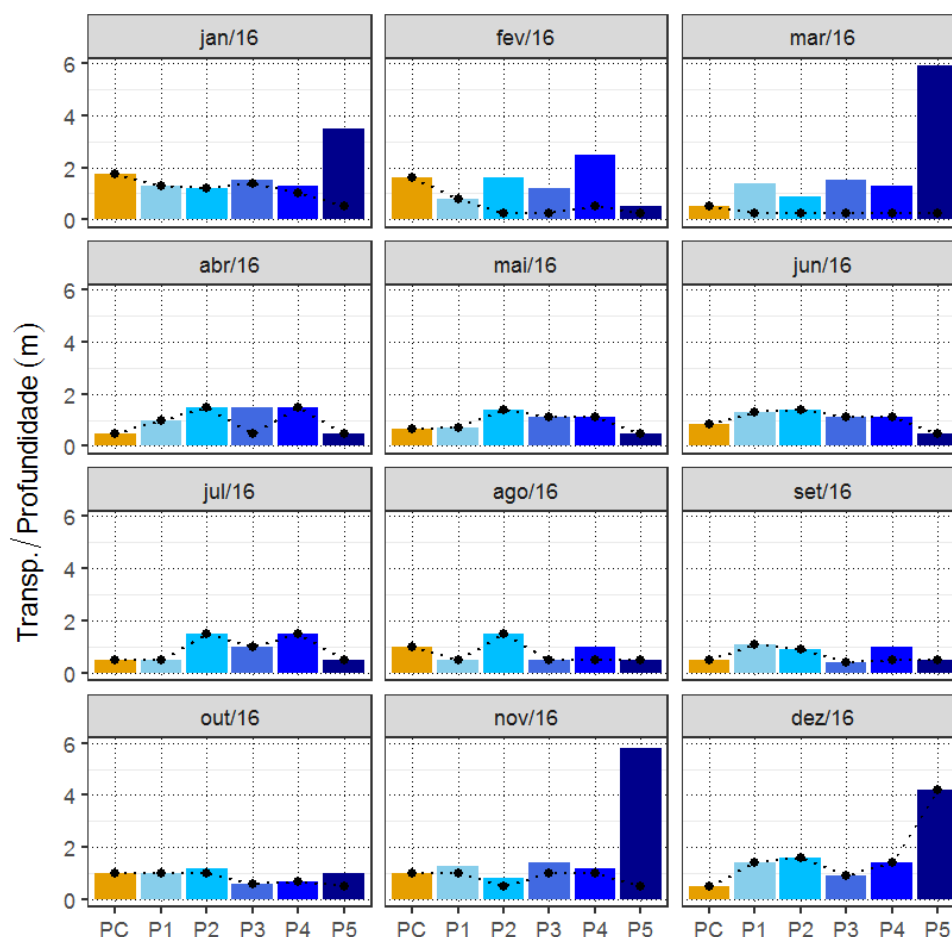 jan/16 fev/16 mar/16
6
4
2
0
abr/16 mai/16 jun/16
6
4
2
0
jul/16 ago/16 set/16
6
4
2
0
out/16 nov/16 dez/16
6
4
2
0
PC P1 P2 P3 P4 P5 PC P1 P2 P3 P4 P5 PC P1 P2 P3 P4 P5
Transp./ Profundidade (m)